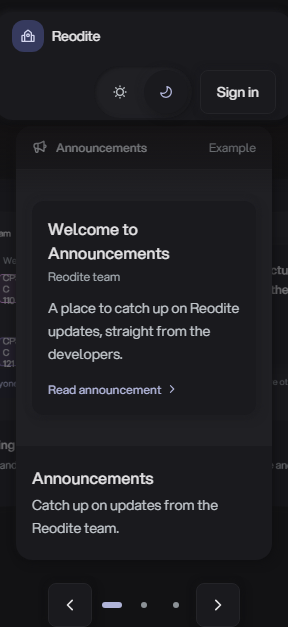 Reodite
Sign in
Announcements
Example
Welcome to
Announcements
Reodite team
A place to catch up on Reodite
updates, straight from the
developers.
Read announcement
Announcements
Catch up on updates from the
Reodite team.